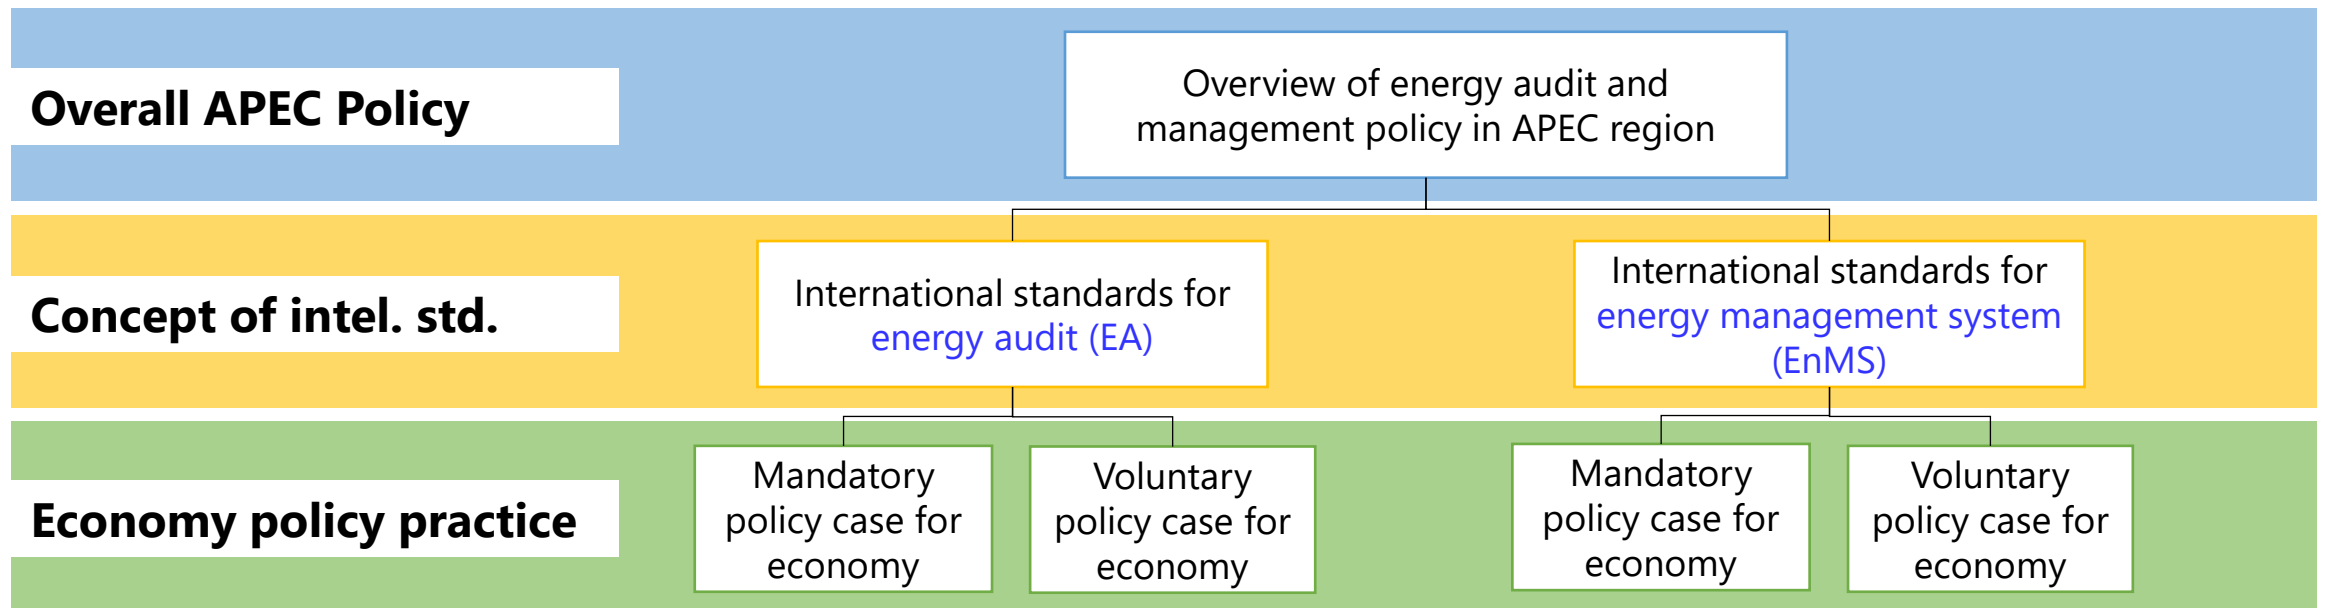 Overall APEC Policy
Overview of energy audit and
management policy in APEC region
Concept of intel. std.
International standards for
energy audit (EA)
International standards for
energy management system
(EnMS)
Economy policy practice
Mandatory
policy case for
economy
Voluntary
policy case for
economy
Mandatory
policy case for
economy
Voluntary
policy case for
economy